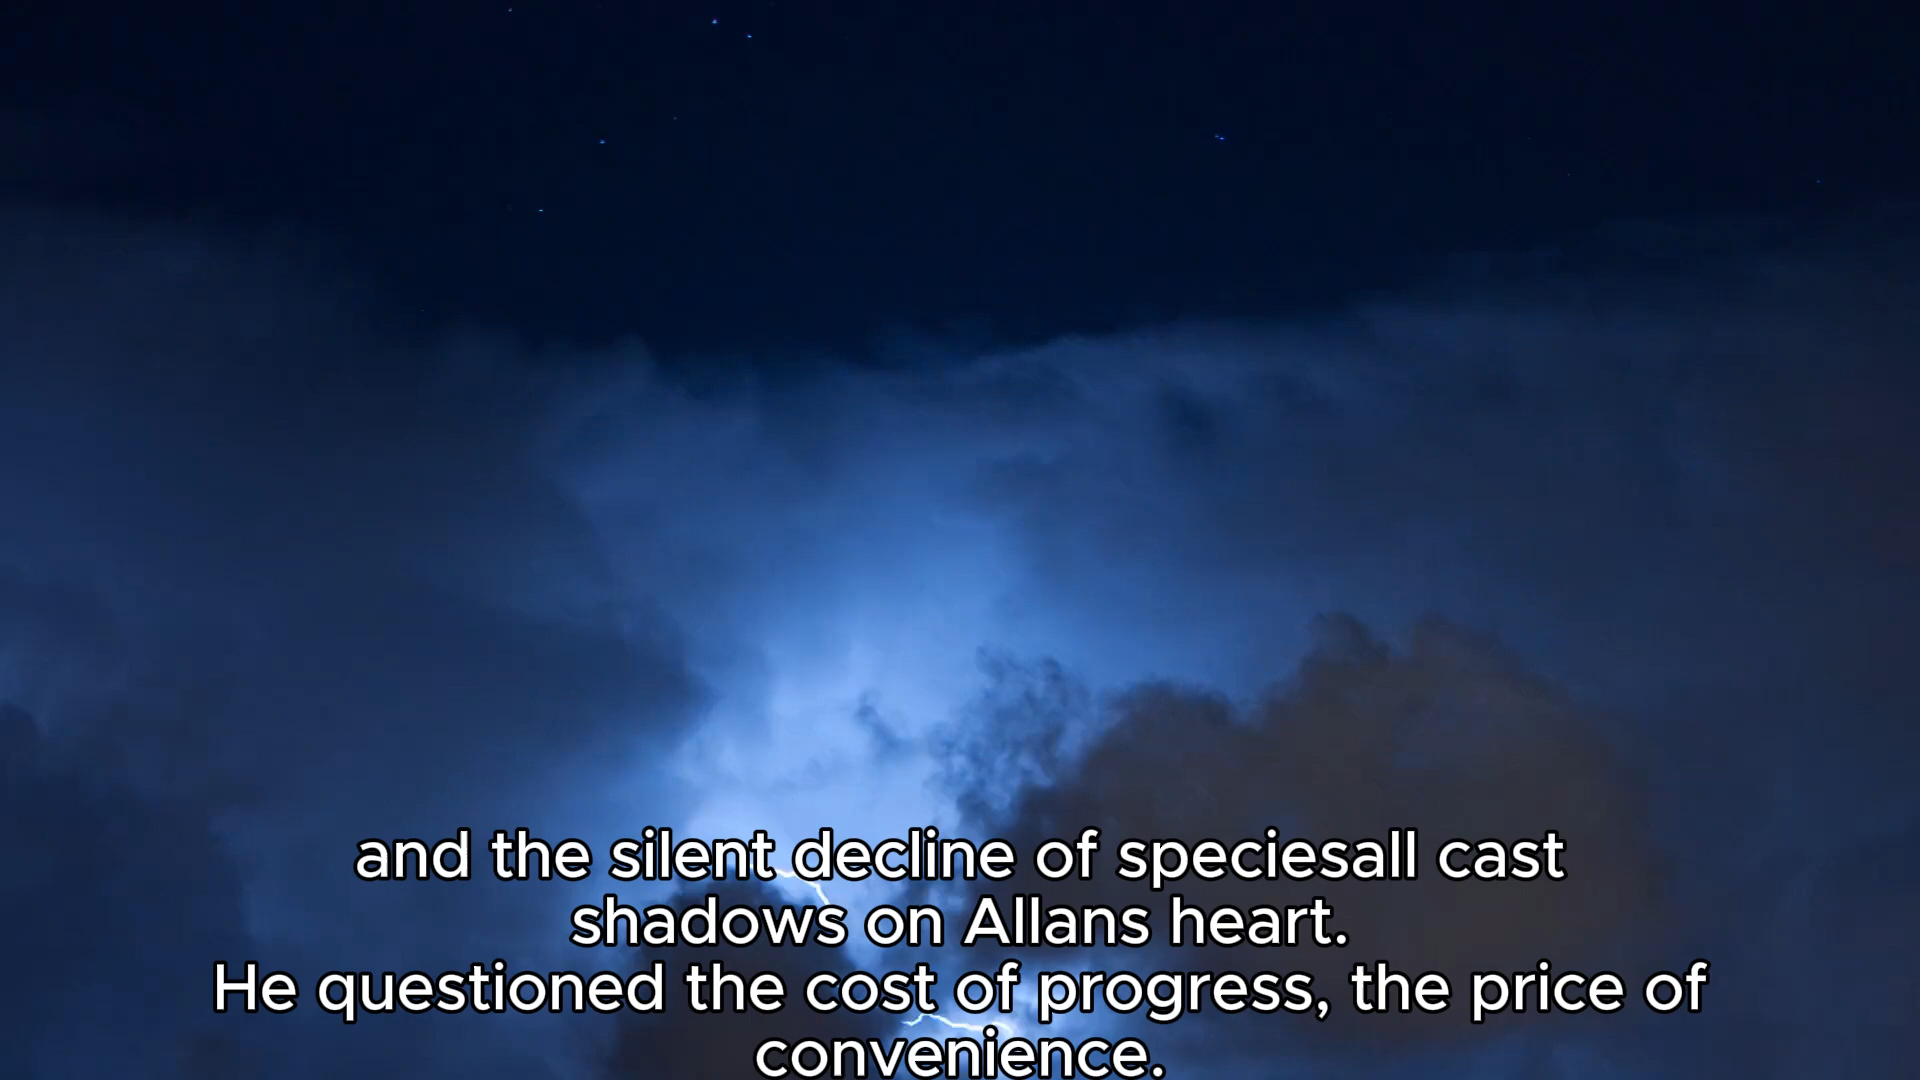 and the silent decline of speciesall cast
shadows on Allans heart.
He questioned the cost of progress, the price of
convenience.